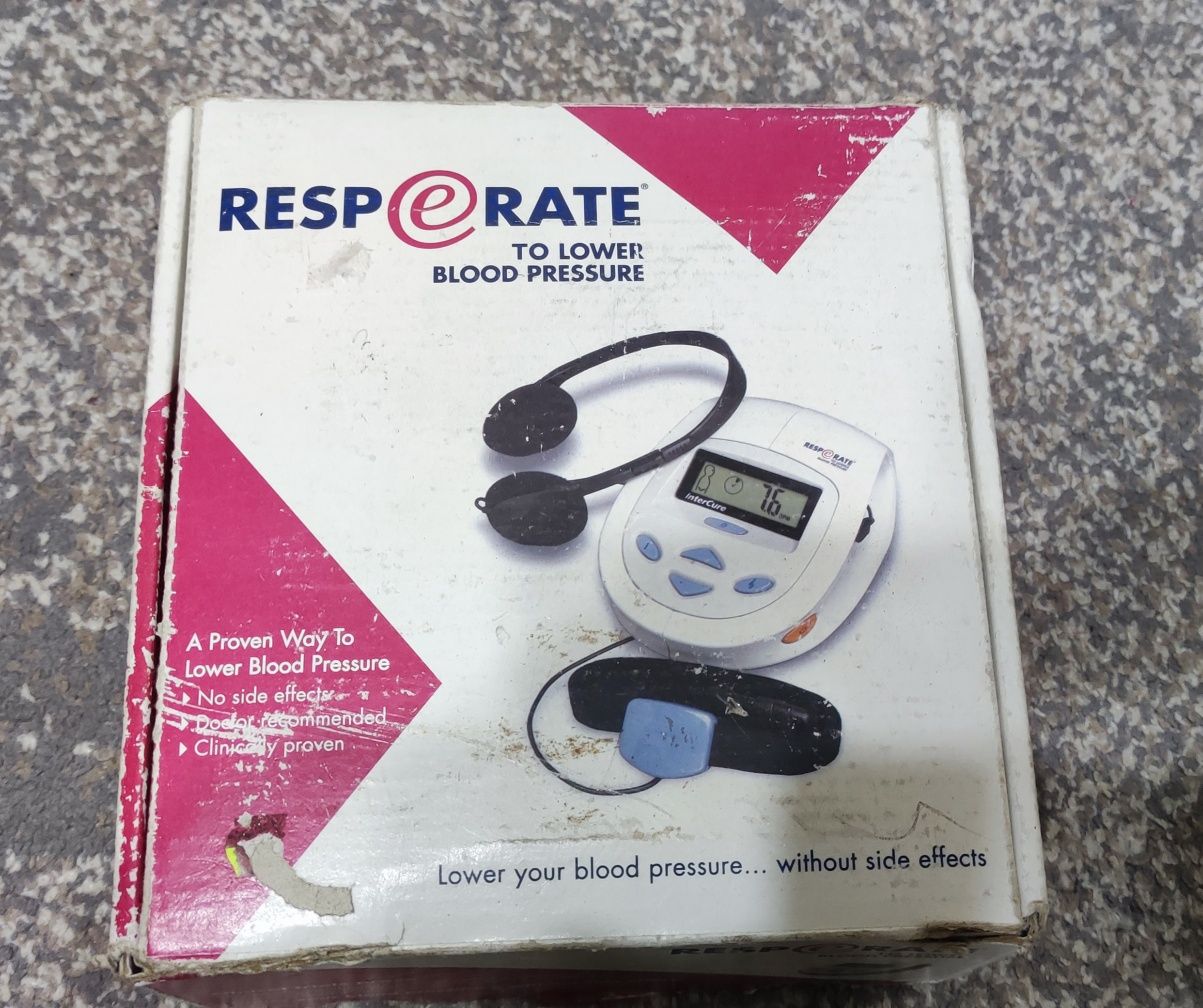 RESPeRATE®
TO LOWER
BLOOD PRESSURE
RESPeRATE
InterCure
7.6
A Proven Way To
Lower Blood Pressure
No side effects
Doctor recommended
Clinically proven
Lower your blood pressure... without side effects
RESPeRATE